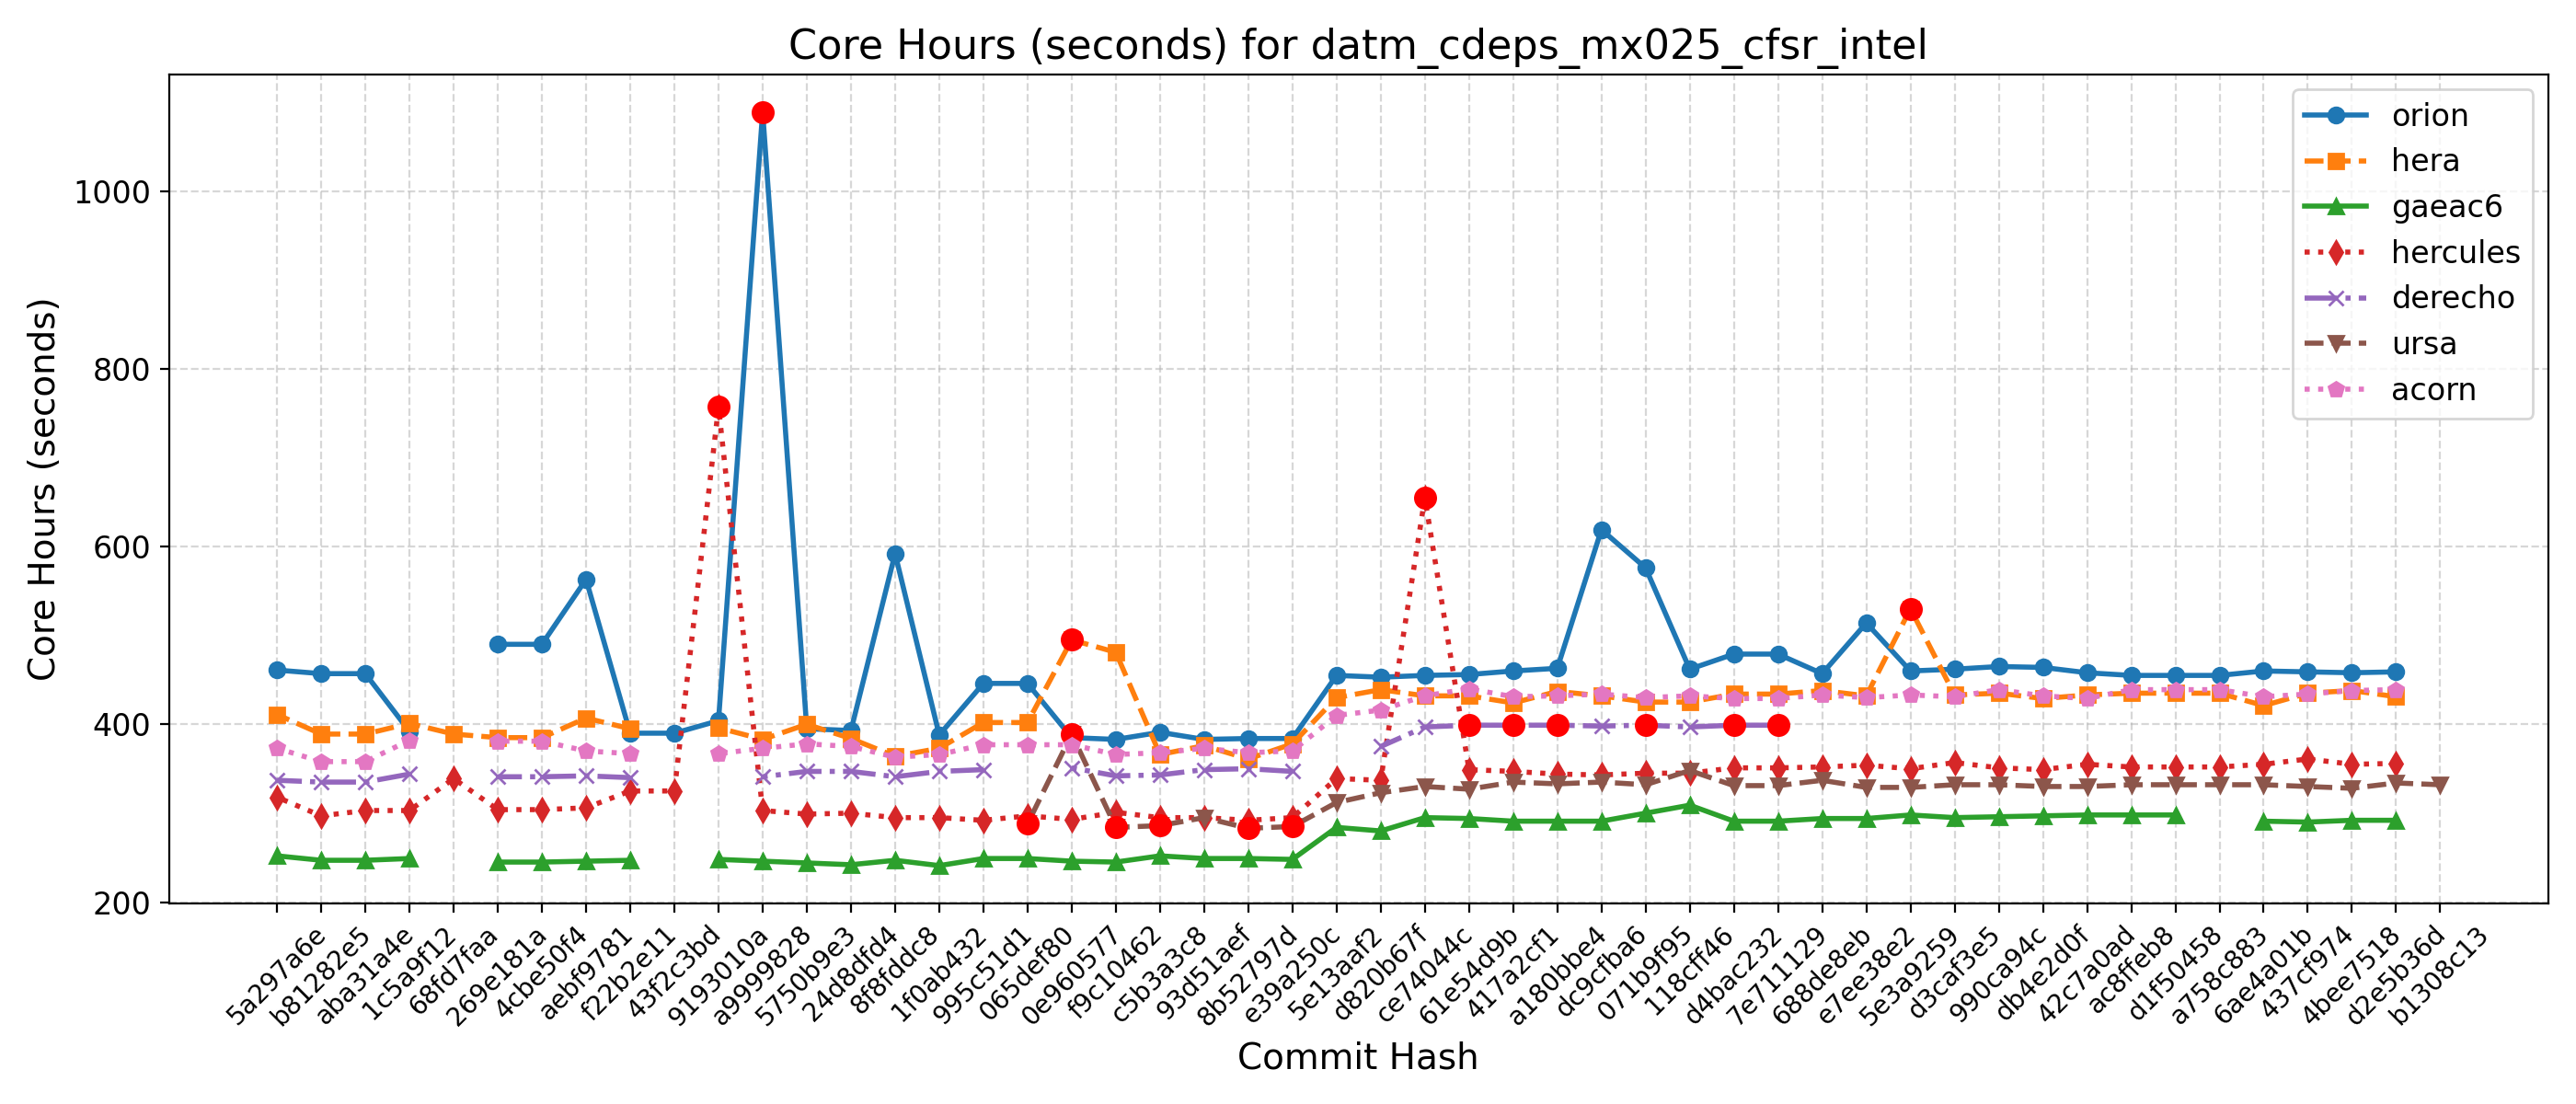 Core Hours (seconds) for datm_cdeps_mx025_cfsr_intel
Core Hours (seconds)
1000
800
600
400
200
orion
hera
gaeac6
hercules
derecho
ursa
acorn
5a297a6e
b81282e5
aba31a4e
1c5a9f12
68fd7faa
269e181a
4cbe50f4
aebf9781
f22b2e11
43f2c3bd
9193010a
a9999828
5750b9e3
24d8dfd4
8f8fddc8
1f0ab432
995c51d1
065def80
0e960577
f9c10462
c5b3a3c8
93d51aef
8b52797d
e39a250c
5e13aaf2
d820b67f
ce74044c
61e54d9b
417a2cf1
a180bbe4
dc9cfba6
071b9f95
118cff46
d4bac232
7e711129
688de8eb
e7ee38e2
5e3a9259
d3caf3e5
990ca94c
db4e2d0f
42c7a0ad
ac8ffeb8
d1f50458
a758c883
6ae4a01b
437cf974
4bee7518
d2e5b36d
b1308c13
Commit Hash